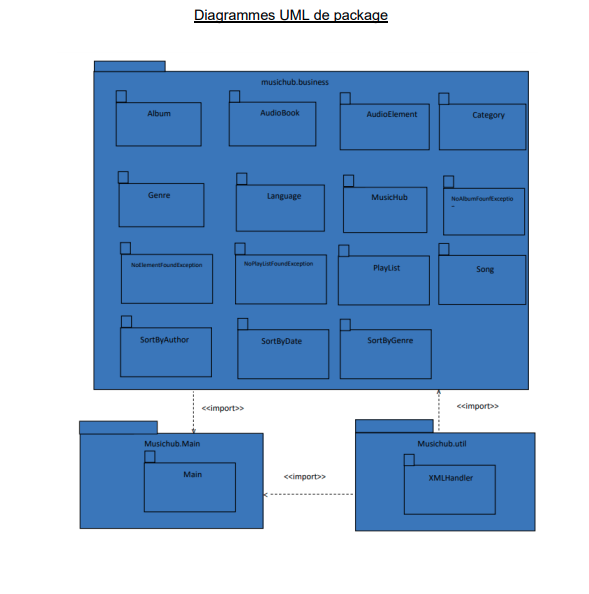 Diagrammes UML de package
musichub.business
Album
AudioBook
AudioElement
Category
Genre
Language
MusicHub
NoAlbumFounfExceptio
-
NoElementFoundException
NoPlayListFoundException
PlayList
Song
SortByAuthor
SortByDate
SortByGenre
<<import>>
<<import>>
Musichub.Main
Main
<<import>>
Musichub.util
XMLHandler